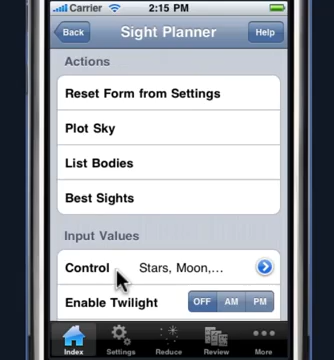 Carrier 2:15 PM
Back Sight Planner Help
Actions
Reset Form from Settings
Plot Sky
List Bodies
Best Sights
Input Values
Control Stars, Moon,...
Enable Twilight OFF AM PM
Index Settings Reduce Review More